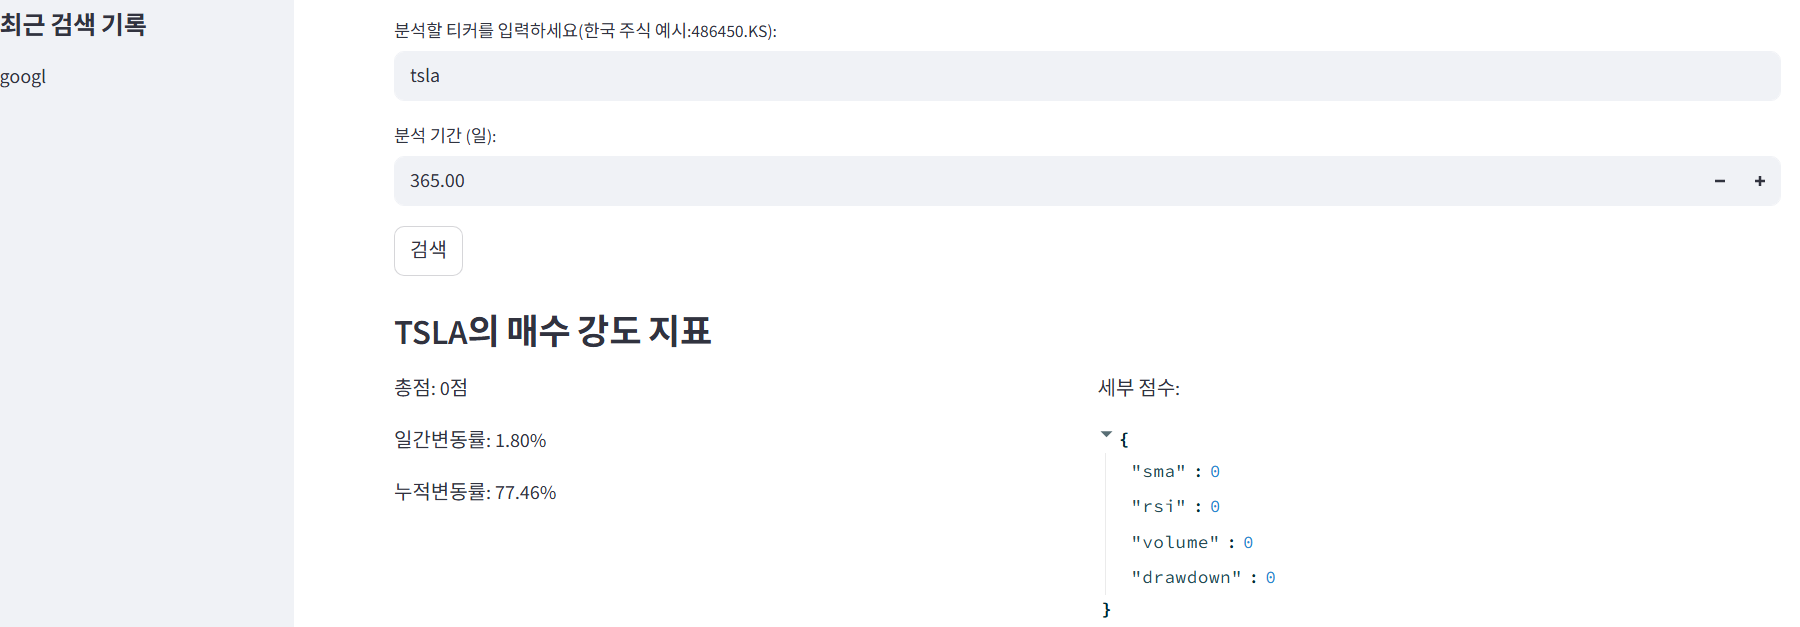 최근 검색 기록
googl
분석할 티커를 입력하세요(한국 주식 예시:486450.KS):
tsla
분석 기간 (일):
365.00
검색
TSLA의 매수 강도 지표
총점: 0점
일간변동률: 1.80%
누적변동률: 77.46%
세부 점수:
{
"sma" : 0
"rsi" : 0
"volume" : 0
"drawdown" : 0
}